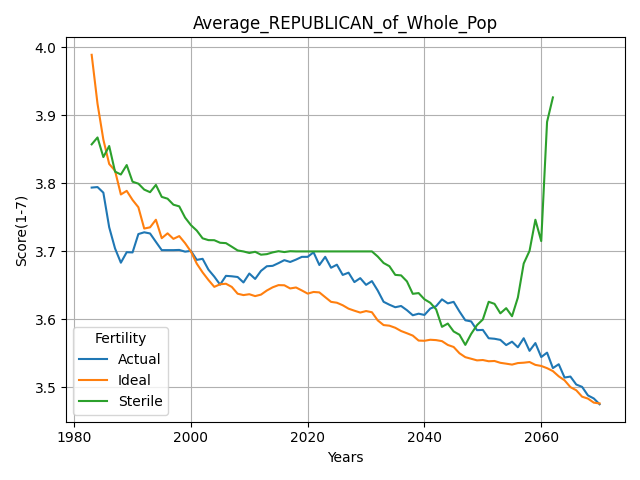 Average_REPUBLICAN_of_Whole_Pop
4.0
3.9
3.8
3.7
3.6
3.5
Score(1-7)
Fertility
Actual
Ideal
Sterile
1980
2000
2020
2040
2060
Years